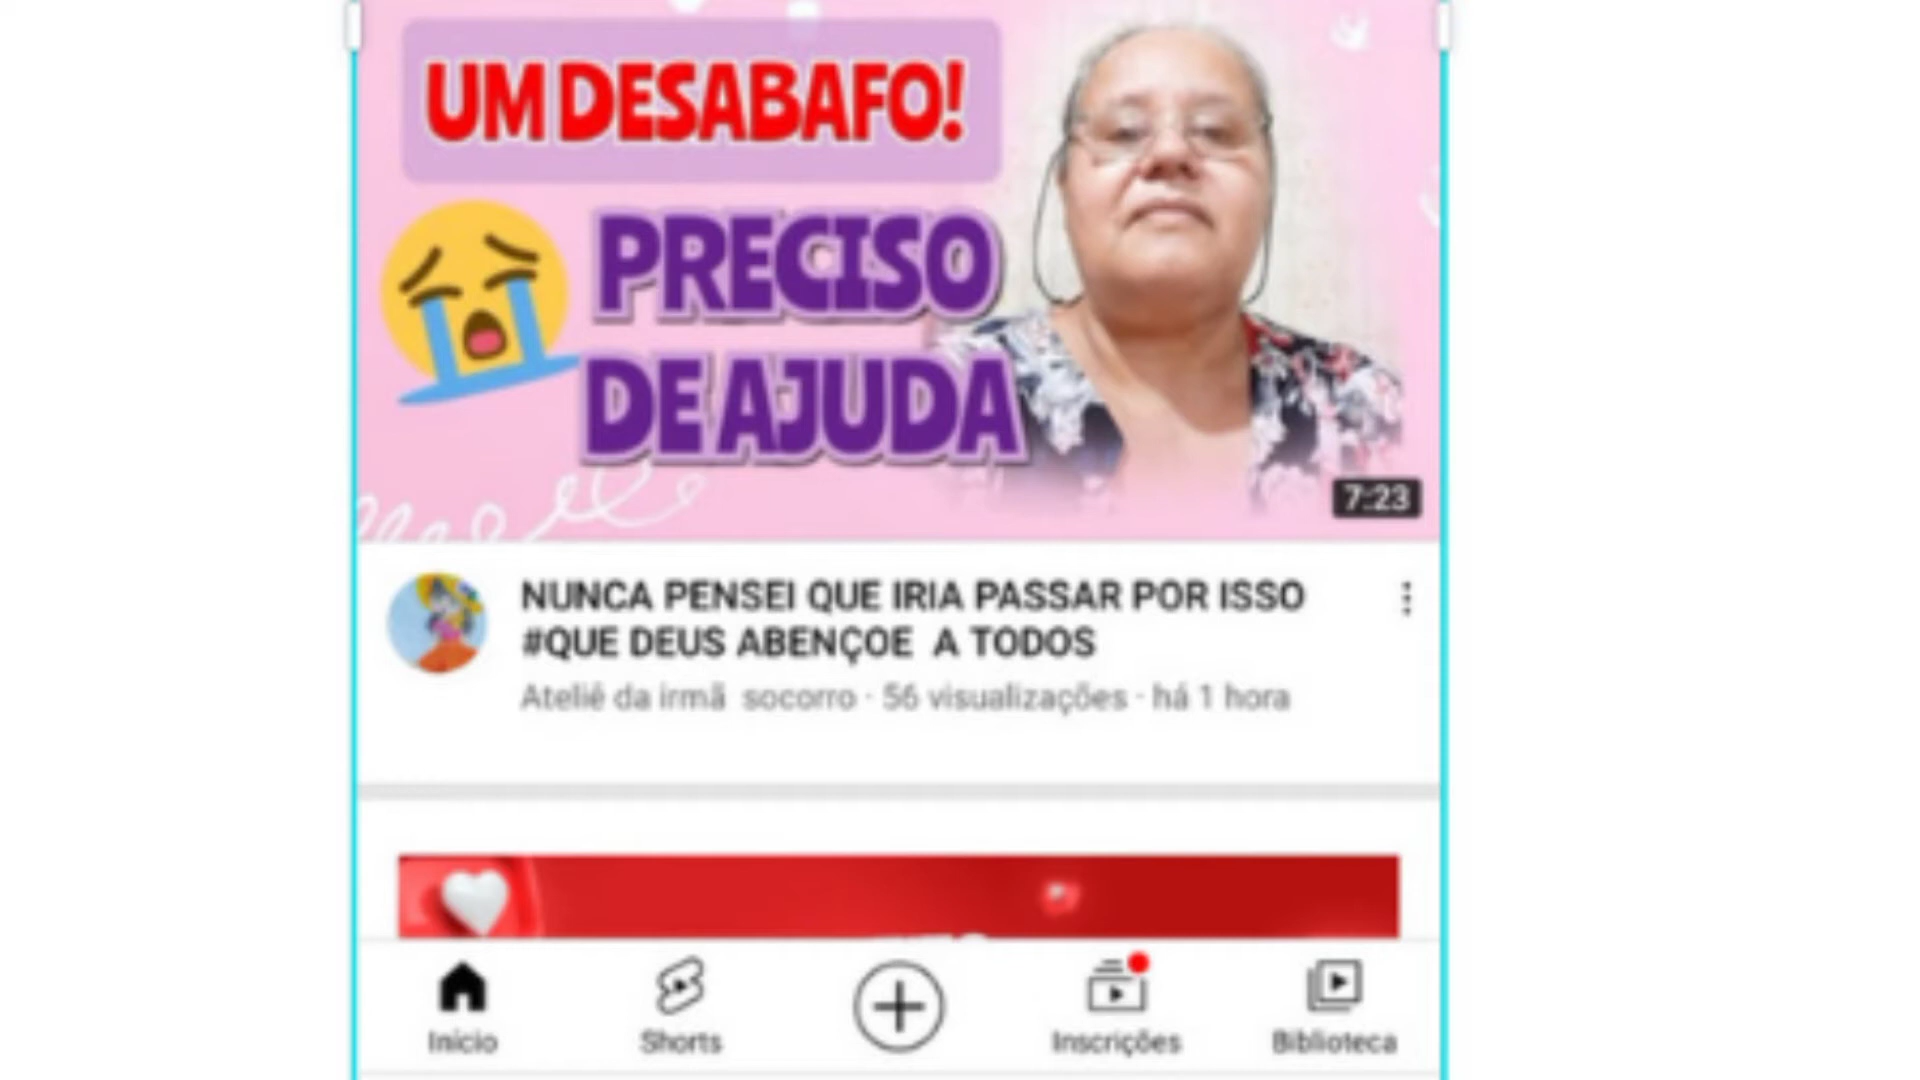 UM DESABAFO!
PRECISO
DE AJUDA
7:23
NUNCA PENSEI QUE IRIA PASSAR POR ISSO
#QUE DEUS ABENÇOE A TODOS
Ateliê da irmã socorro · 56 visualizações · há 1 hora
Início
Shorts
Inscrições
Biblioteca